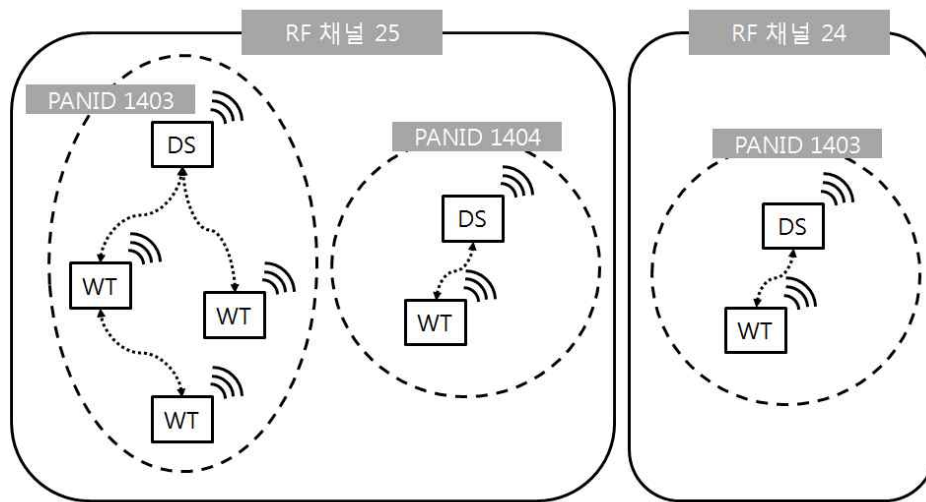 RF 채널 25
PANID 1403
DS
WT
WT
WT
PANID 1404
DS
WT
RF 채널 24
PANID 1403
DS
WT